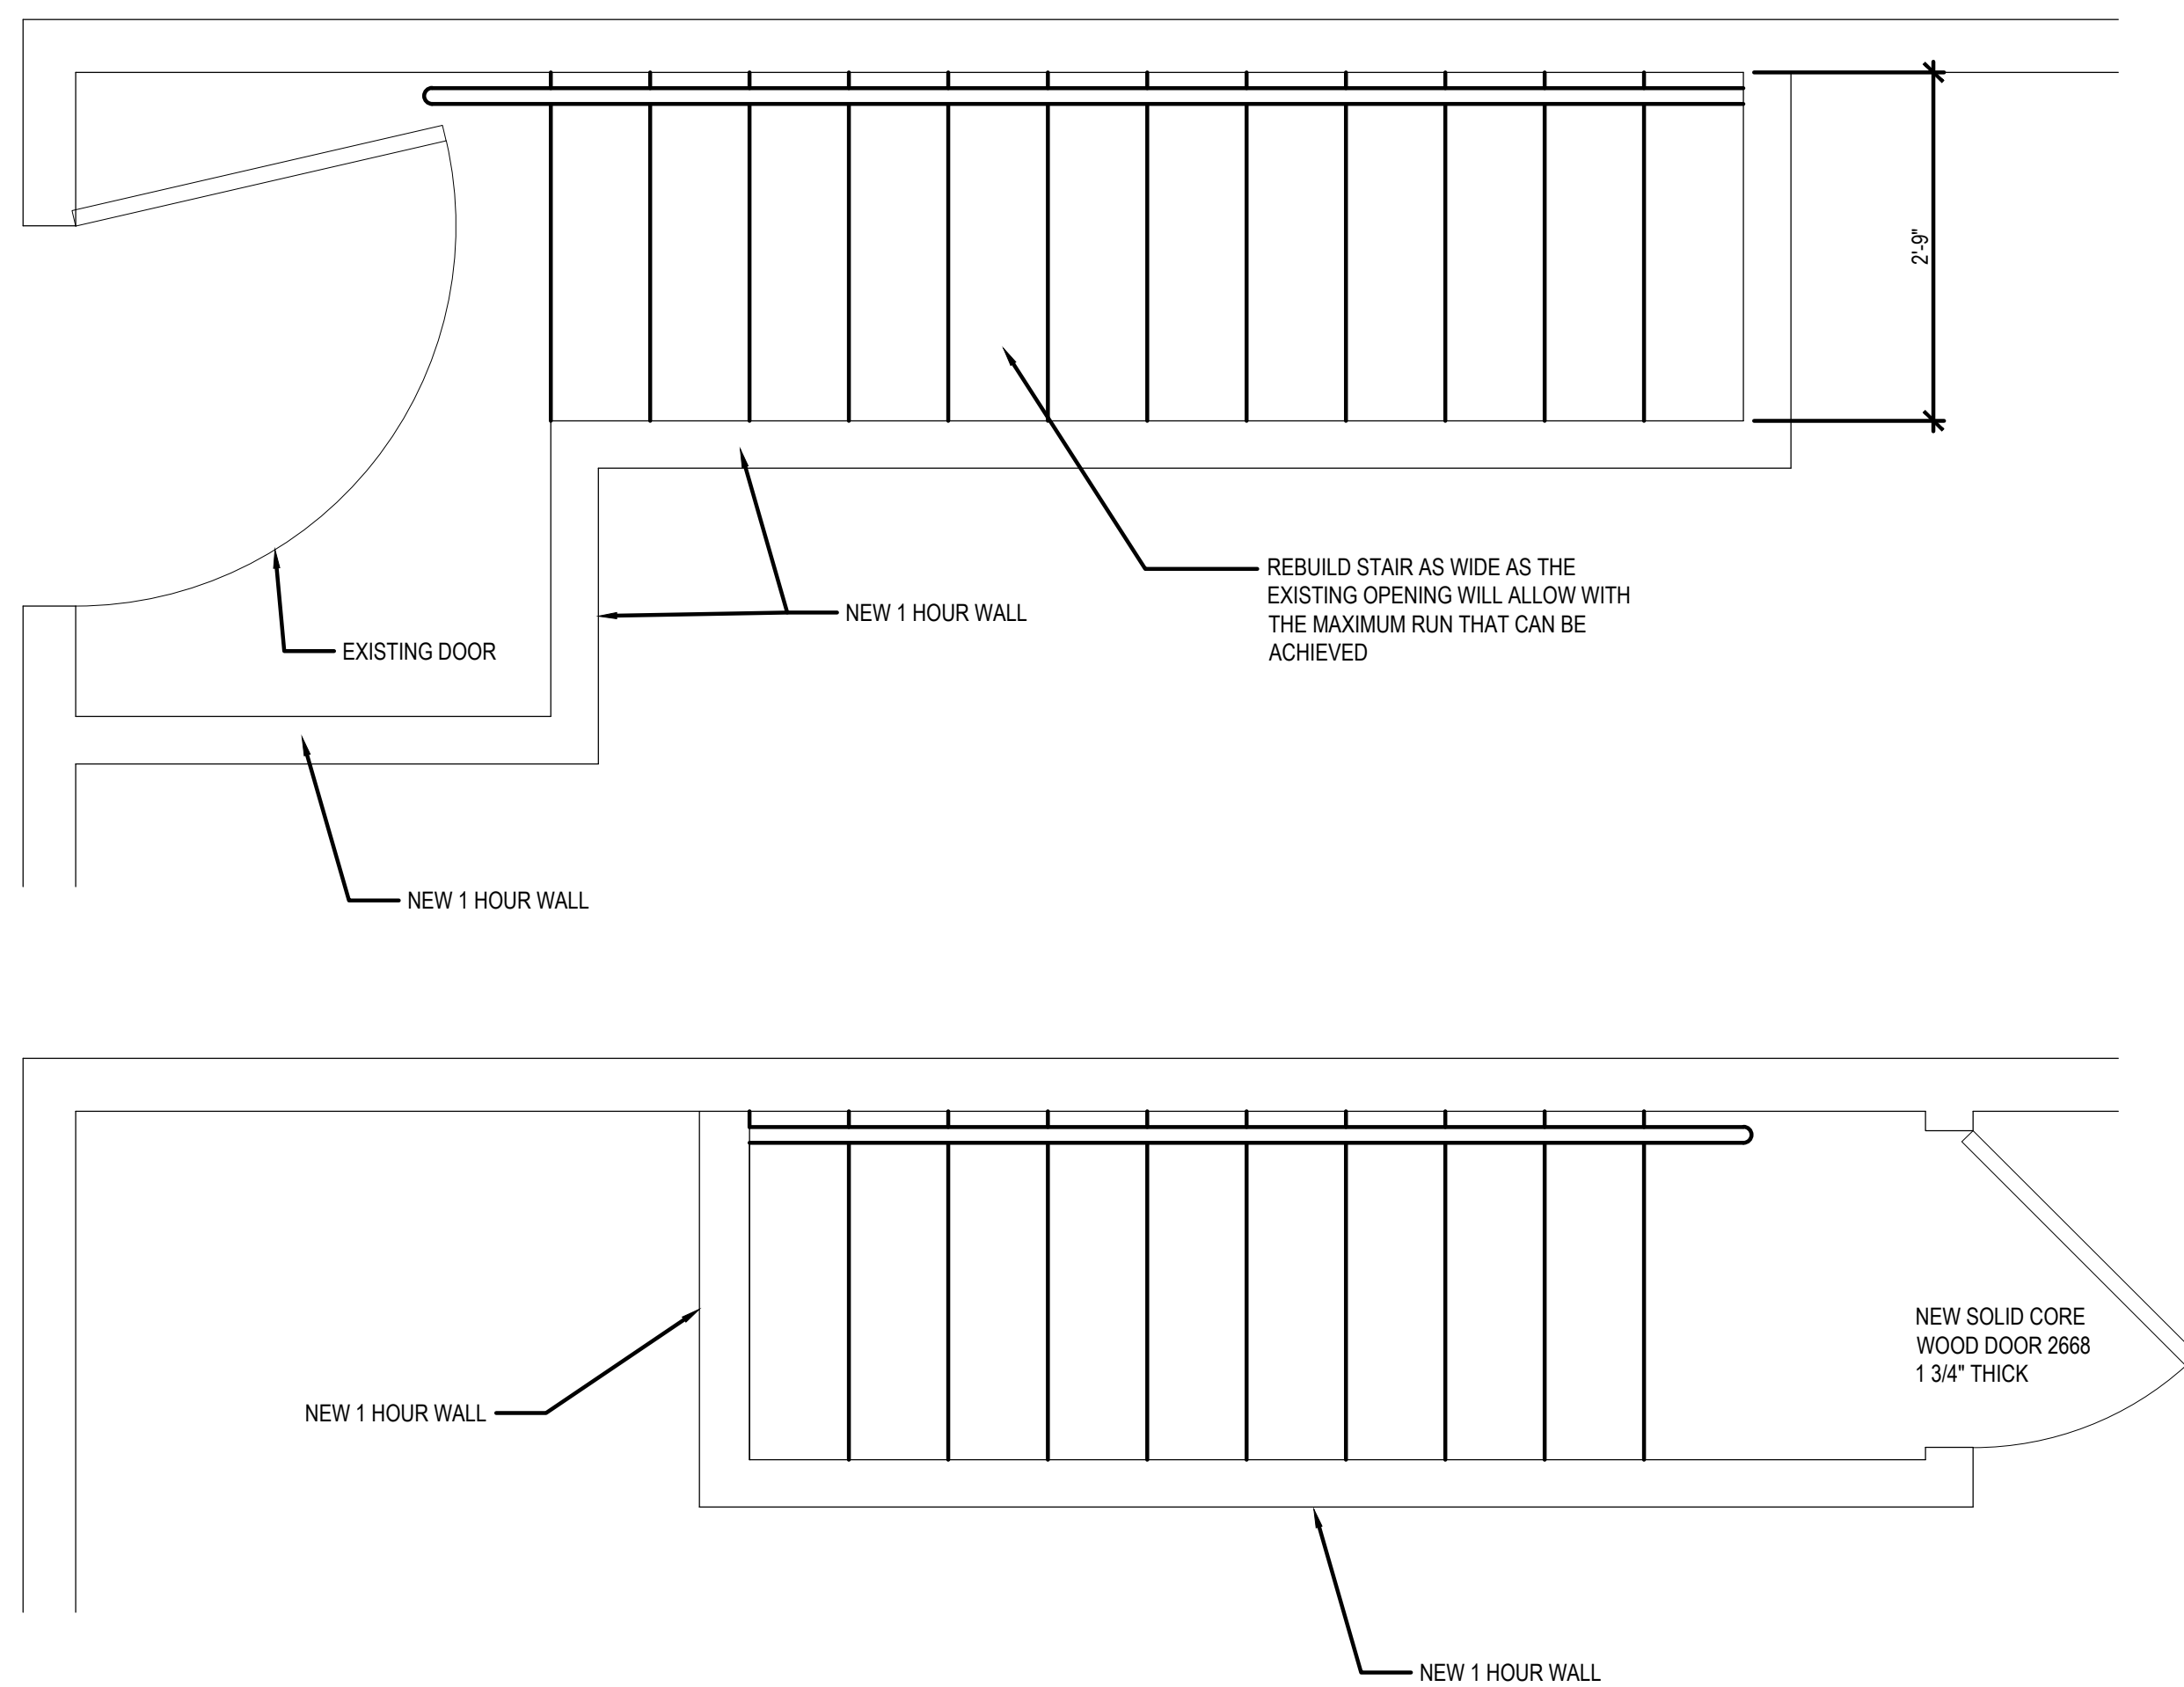 2'-9"
REBUILD STAIR AS WIDE AS THE
EXISTING OPENING WILL ALLOW WITH
THE MAXIMUM RUN THAT CAN BE
ACHIEVED
NEW 1 HOUR WALL
EXISTING DOOR
NEW 1 HOUR WALL
NEW SOLID CORE
WOOD DOOR 2668
1 3/4" THICK
NEW 1 HOUR WALL
NEW 1 HOUR WALL